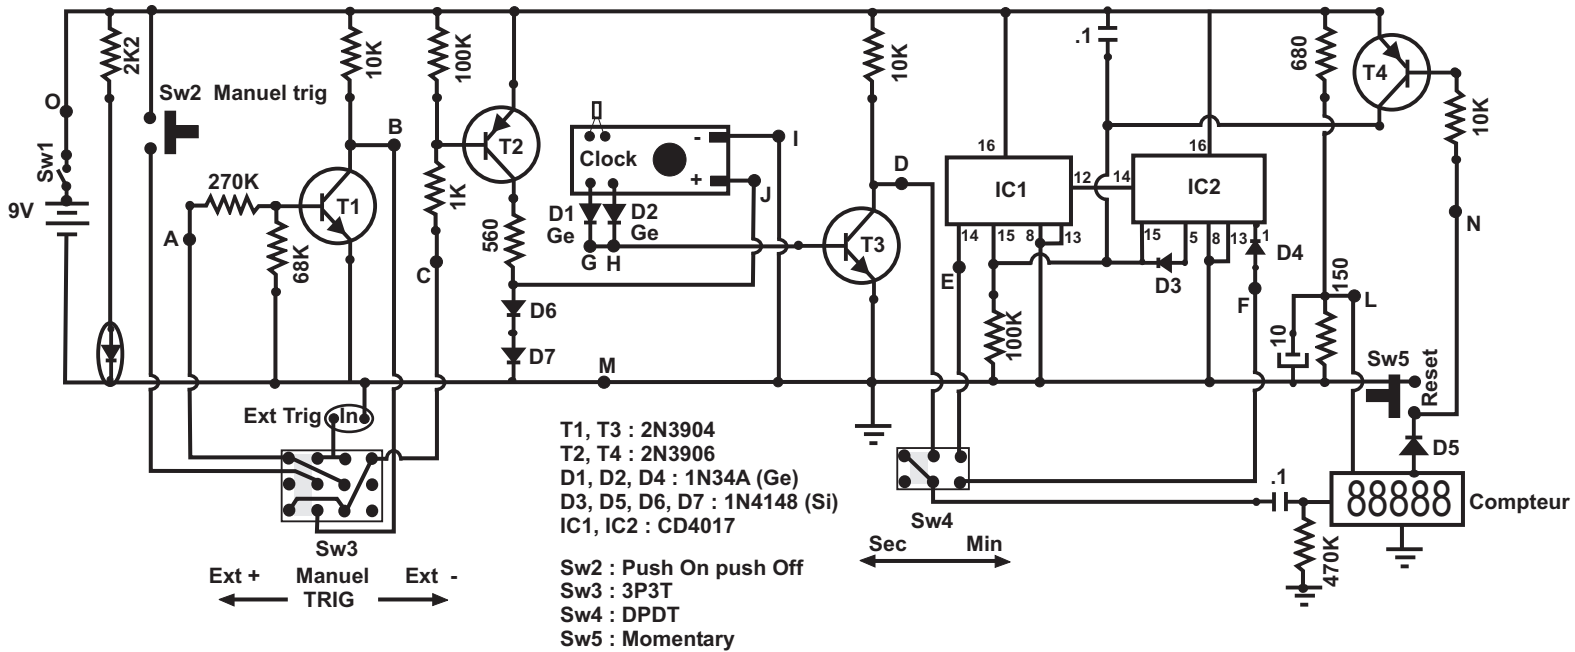 O
Sw1
9V
2K2
Sw2 Manuel trig
10K
100K
B
T1
270K
A
68K
1K
C
T2
560
Clock
-
+
I
J
D1
Ge
D2
Ge
G H
D6
D7
M
10K
D
T3
16
IC1
12
14
15
8
13
E
100K
.1
16
14
IC2
15
5
8
13
1
D3
D4
F
680
T4
10K
N
150
L
10
Sw5
Reset
D5
Ext Trig In
Sw3
Ext + Manuel Ext -
TRIG
T1, T3 : 2N3904
T2, T4 : 2N3906
D1, D2, D4 : 1N34A (Ge)
D3, D5, D6, D7 : 1N4148 (Si)
IC1, IC2 : CD4017
Sw2 : Push On push Off
Sw3 : 3P3T
Sw4 : DPDT
Sw5 : Momentary
Sw4
Sec Min
.1
470K
88888
Compteur